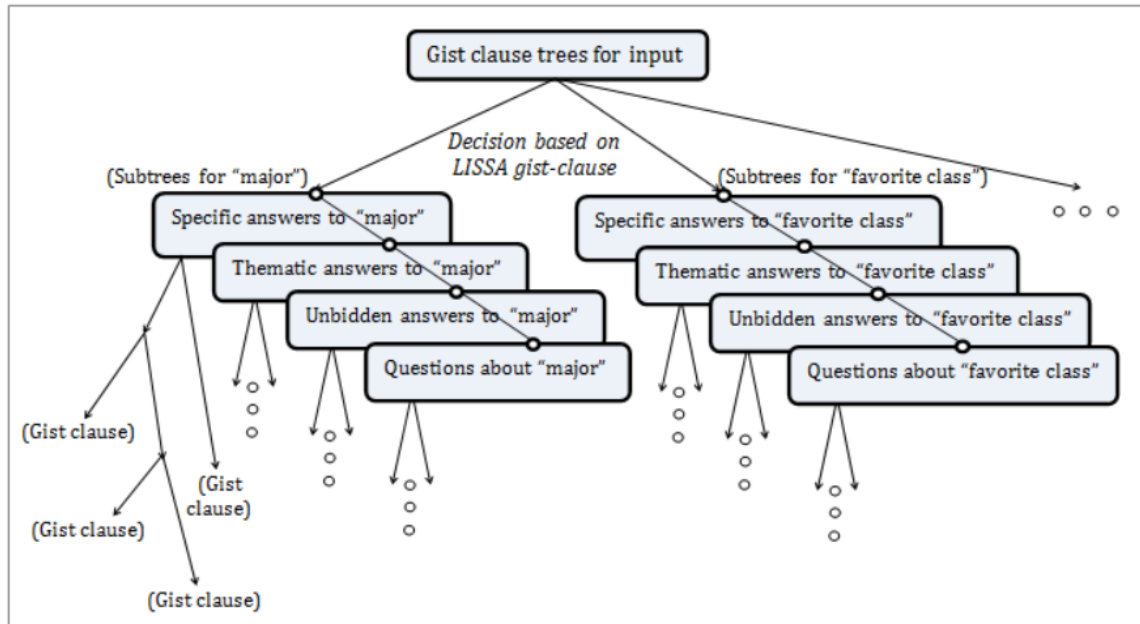 Gist clause trees for input
Decision based on
LISSA gist-clause
(Subtrees for “major”)
Specific answers to “major”
Thematic answers to “major”
Unbidden answers to “major”
Questions about “major”
(Subtrees for “favorite class”)
Specific answers to “favorite class”
Thematic answers to “favorite class”
Unbidden answers to “favorite class”
Questions about “favorite class”
(Gist clause)
(Gist
clause)
(Gist clause)
(Gist clause)